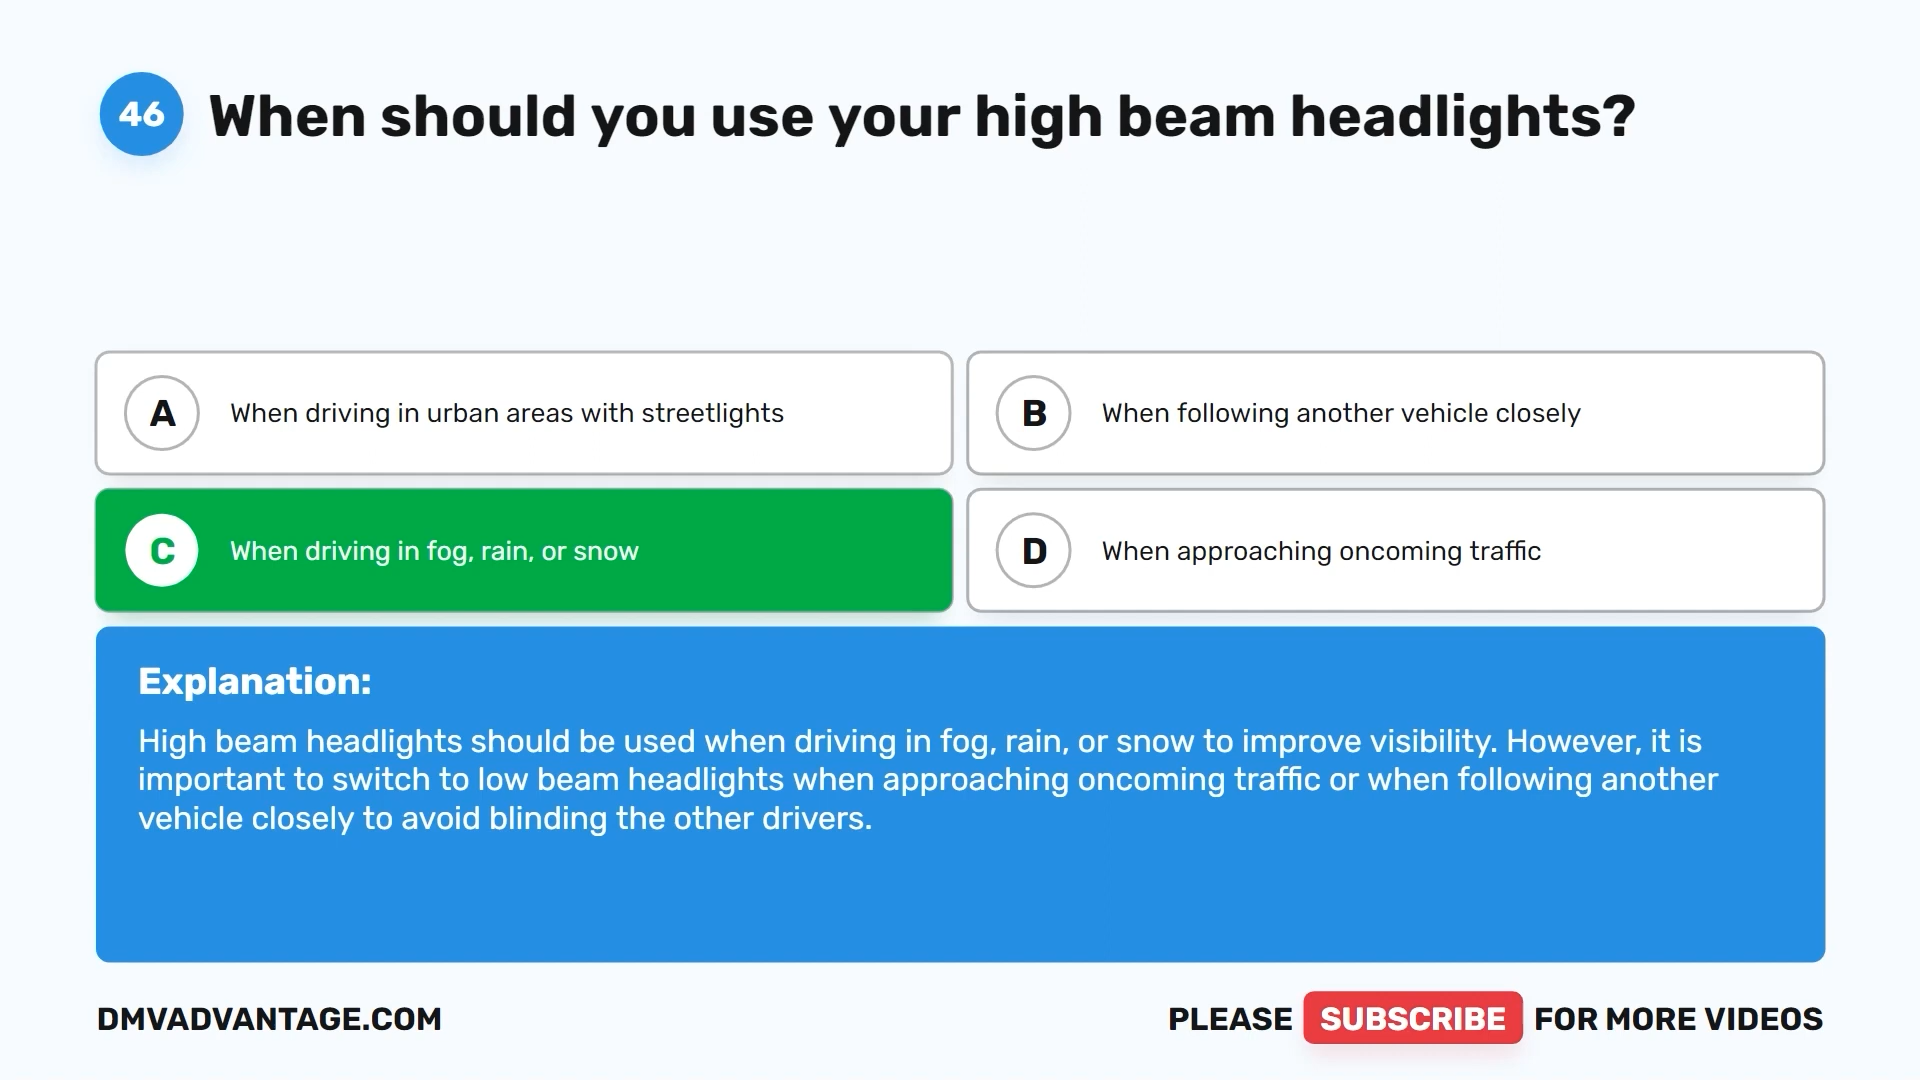 46 When should you use your high beam headlights?
A When driving in urban areas with streetlights
B When following another vehicle closely
C When driving in fog, rain, or snow
D When approaching oncoming traffic
Explanation:
High beam headlights should be used when driving in fog, rain, or snow to improve visibility. However, it is
important to switch to low beam headlights when approaching oncoming traffic or when following another
vehicle closely to avoid blinding the other drivers.
DMVADVANTAGE.COM
PLEASE SUBSCRIBE FOR MORE VIDEOS